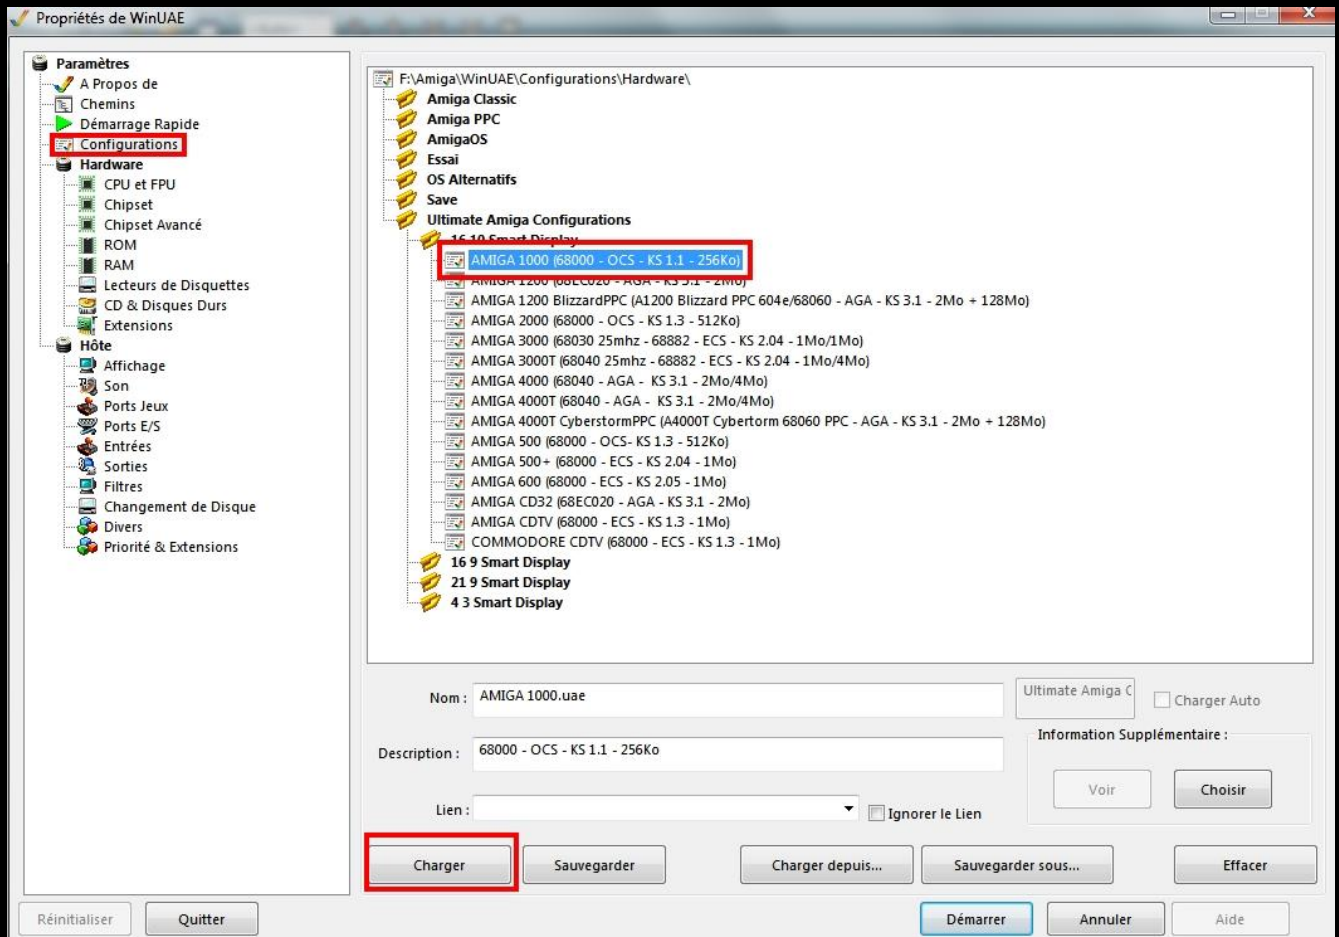 Propriétés de WinUAE
Paramètres
A Propos de
Chemins
Démarrage Rapide
Configurations
Hardware
CPU et FPU
Chipset
Chipset Avancé
ROM
RAM
Lecteurs de Disquettes
CD & Disques Durs
Extensions
Hôte
Affichage
Son
Ports Jeux
Ports E/S
Entrées
Sorties
Filtres
Changement de Disque
Divers
Priorité & Extensions
F:\Amiga\WinUAE\Configurations\Hardware\
Amiga Classic
Amiga PPC
AmigaOS
Essai
OS Alternatifs
Save
Ultimate Amiga Configurations
16 10 Smart Display
AMIGA 1000 (68000 - OCS - KS 1.1 - 256Ko)
AMIGA 1200 (68EC020 - AGA - KS 3.1 - 2Mo)
AMIGA 1200 BlizzardPPC (A1200 Blizzard PPC 604e/68060 - AGA - KS 3.1 - 2Mo + 128Mo)
AMIGA 2000 (68000 - OCS - KS 1.3 - 512Ko)
AMIGA 3000 (68030 25mhz - 68882 - ECS - KS 2.04 - 1Mo/1Mo)
AMIGA 3000T (68040 25mhz - 68882 - ECS - KS 2.04 - 1Mo/4Mo)
AMIGA 4000 (68040 - AGA - KS 3.1 - 2Mo/4Mo)
AMIGA 4000T (68040 - AGA - KS 3.1 - 2Mo/4Mo)
AMIGA 4000T CyberstormPPC (A4000T Cybertorm 68060 PPC - AGA - KS 3.1 - 2Mo + 128Mo)
AMIGA 500 (68000 - OCS- KS 1.3 - 512Ko)
AMIGA 500+ (68000 - ECS - KS 2.04 - 1Mo)
AMIGA 600 (68000 - ECS - KS 2.05 - 1Mo)
AMIGA CD32 (68EC020 - AGA - KS 3.1 - 2Mo)
AMIGA CDTV (68000 - ECS - KS 1.3 - 1Mo)
COMMODORE CDTV (68000 - ECS - KS 1.3 - 1Mo)
16 9 Smart Display
21 9 Smart Display
4 3 Smart Display
Nom : AMIGA 1000.uae
Ultimate Amiga C
Charger Auto
Description : 68000 - OCS - KS 1.1 - 256Ko
Information Supplémentaire :
Voir Choisir
Lien :
Ignorer le Lien
Charger Sauvegarder Charger depuis... Sauvegarder sous... Effacer
Réinitialiser Quitter Démarrer Annuler Aide